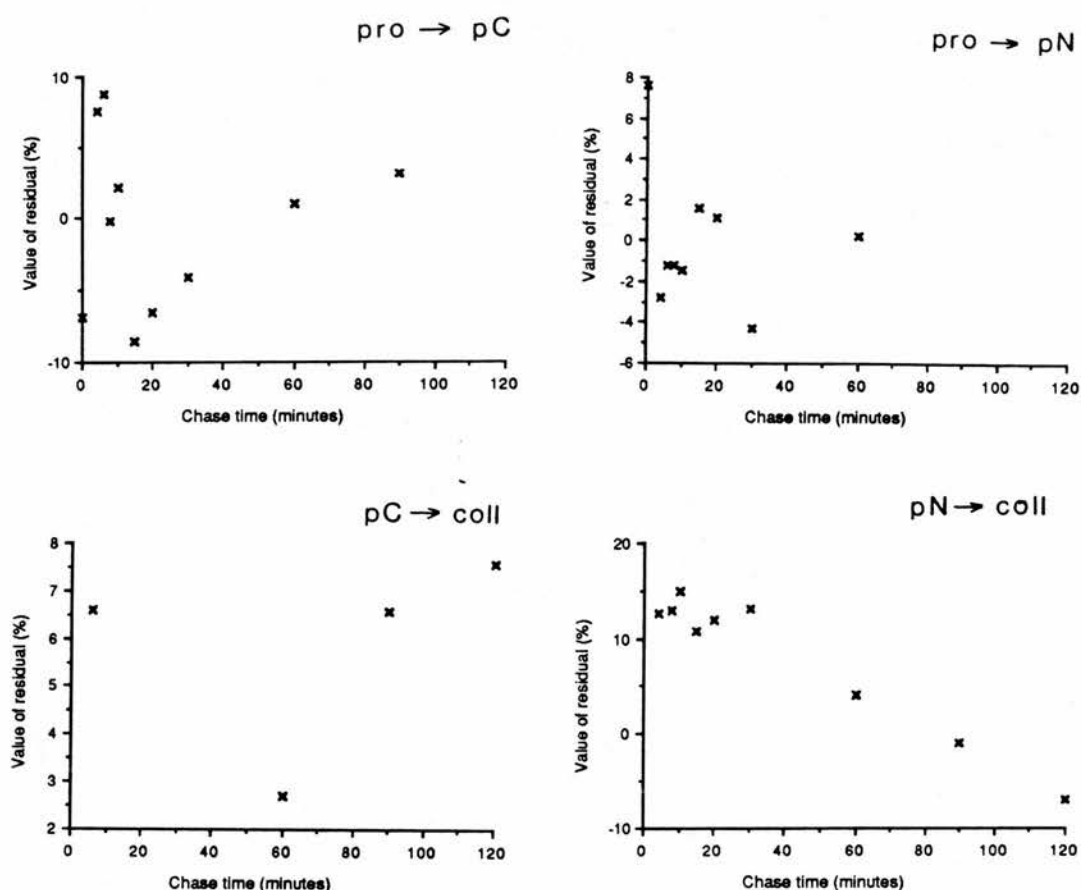 pro → pC
10
0
-10
Value of residual (%)
0 20 40 60 80 100 120
Chase time (minutes)
pro → pN
8
6
4
2
0
-2
-4
-6
Value of residual (%)
0 20 40 60 80 100 120
Chase time (minutes)
pC → coll
8
7
6
5
4
3
2
Value of residual (%)
0 20 40 60 80 100 120
Chase time (minutes)
pN → coll
20
10
0
-10
Value of residual (%)
0 20 40 60 80 100 120
Chase time (minutes)